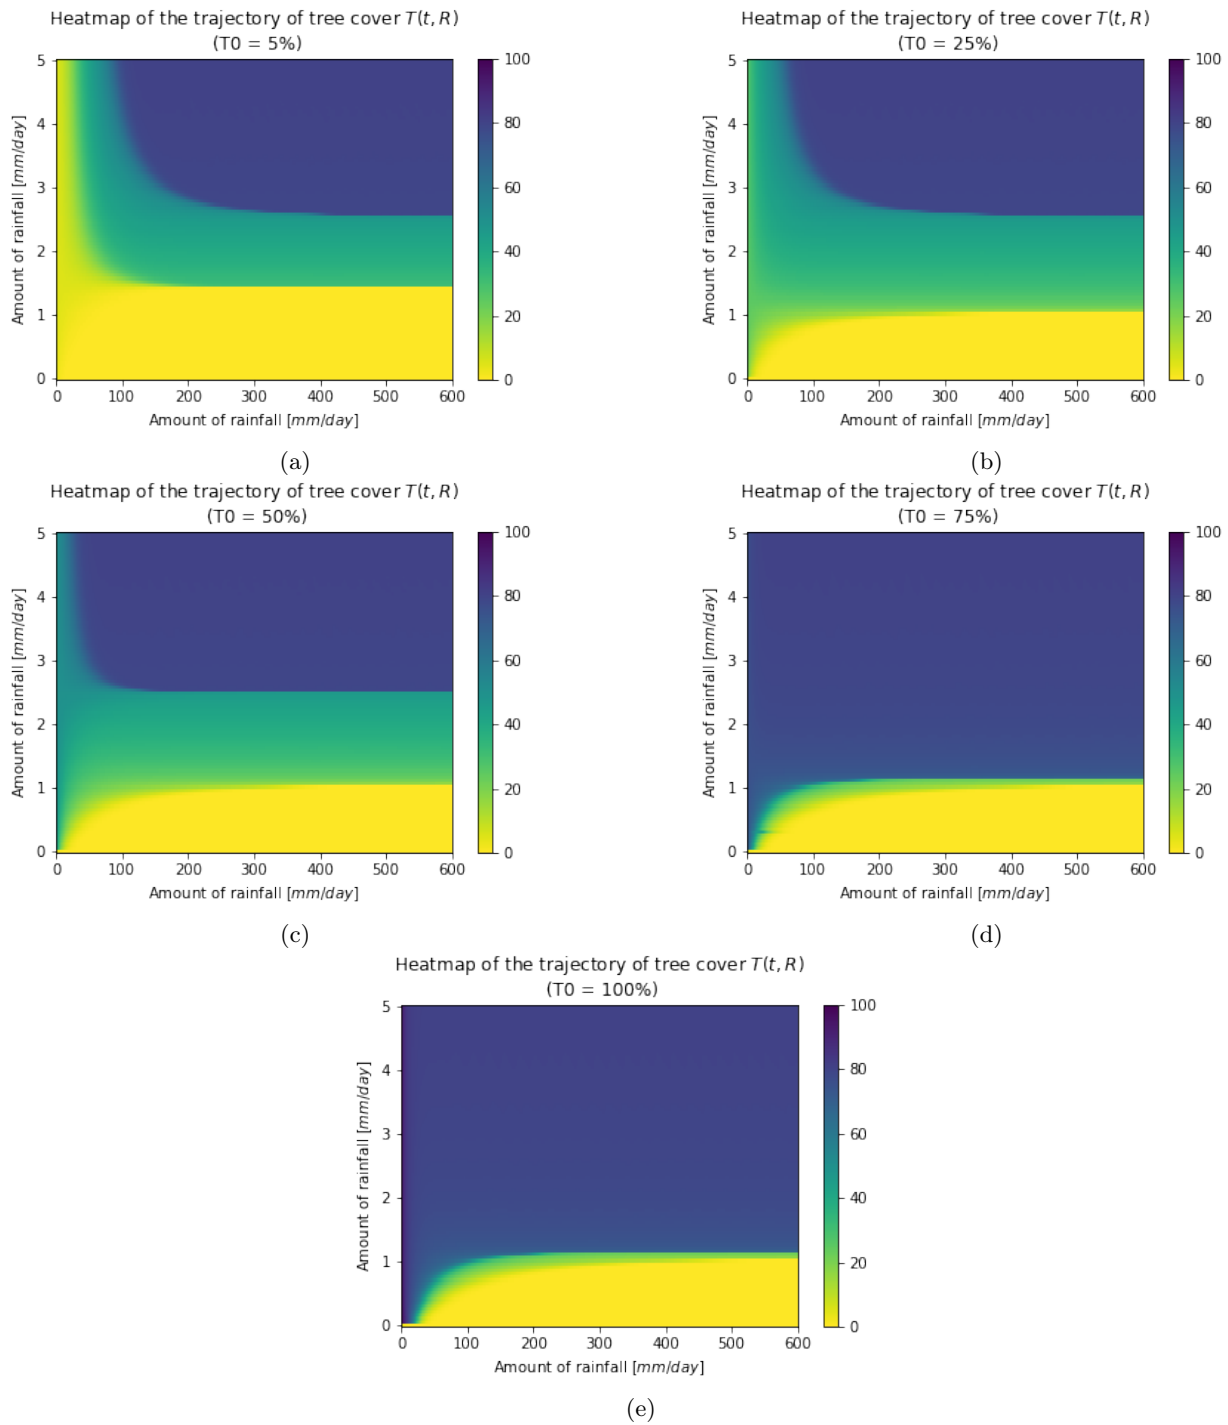 Heatmap of the trajectory of tree cover T(t, R)
(T0 = 5%)
Amount of rainfall [mm/day]
5
4
3
2
1
0
0 100 200 300 400 500 600
Amount of rainfall [mm/day]
100
80
60
40
20
0
(a)
Heatmap of the trajectory of tree cover T(t, R)
(T0 = 25%)
Amount of rainfall [mm/day]
5
4
3
2
1
0
0 100 200 300 400 500 600
Amount of rainfall [mm/day]
100
80
60
40
20
0
(b)
Heatmap of the trajectory of tree cover T(t, R)
(T0 = 50%)
Amount of rainfall [mm/day]
5
4
3
2
1
0
0 100 200 300 400 500 600
Amount of rainfall [mm/day]
100
80
60
40
20
0
(c)
Heatmap of the trajectory of tree cover T(t, R)
(T0 = 75%)
Amount of rainfall [mm/day]
5
4
3
2
1
0
0 100 200 300 400 500 600
Amount of rainfall [mm/day]
100
80
60
40
20
0
(d)
Heatmap of the trajectory of tree cover T(t, R)
(T0 = 100%)
Amount of rainfall [mm/day]
5
4
3
2
1
0
0 100 200 300 400 500 600
Amount of rainfall [mm/day]
100
80
60
40
20
0
(e)